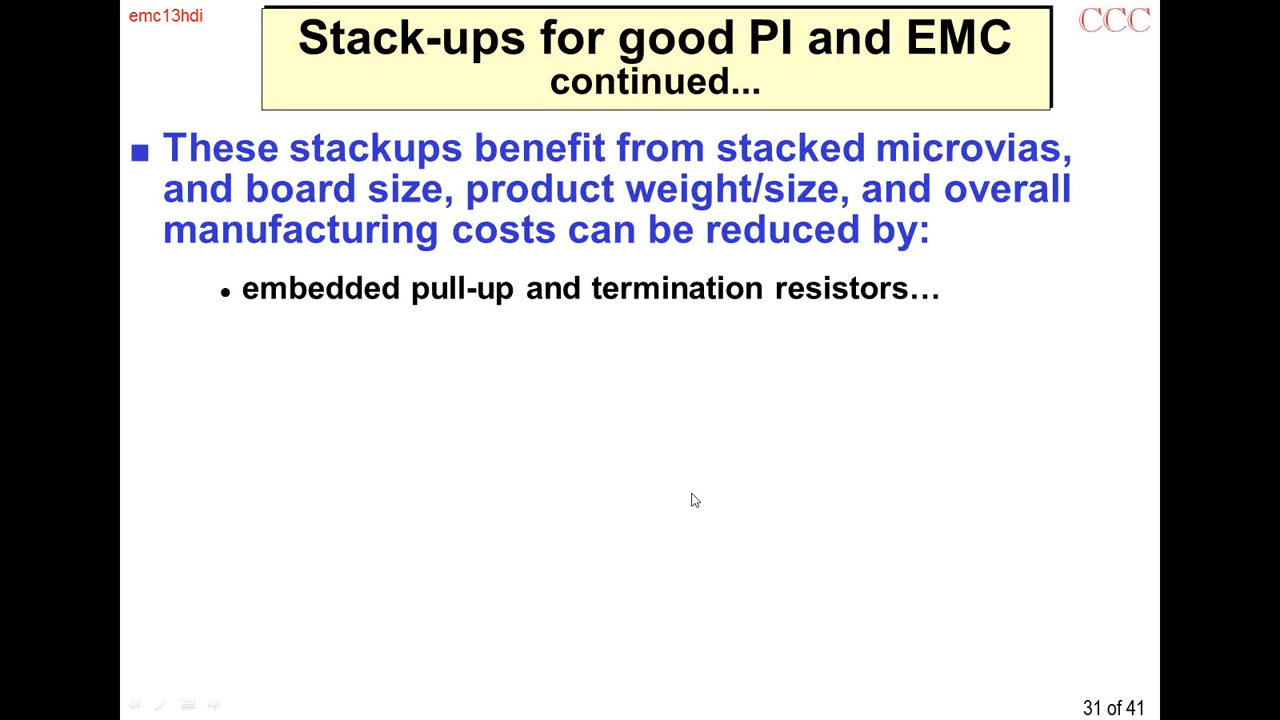 emc13hdi
CCC
Stack-ups for good PI and EMC
continued...
■ These stackups benefit from stacked microvias,
and board size, product weight/size, and overall
manufacturing costs can be reduced by:
• embedded pull-up and termination resistors…
31 of 41